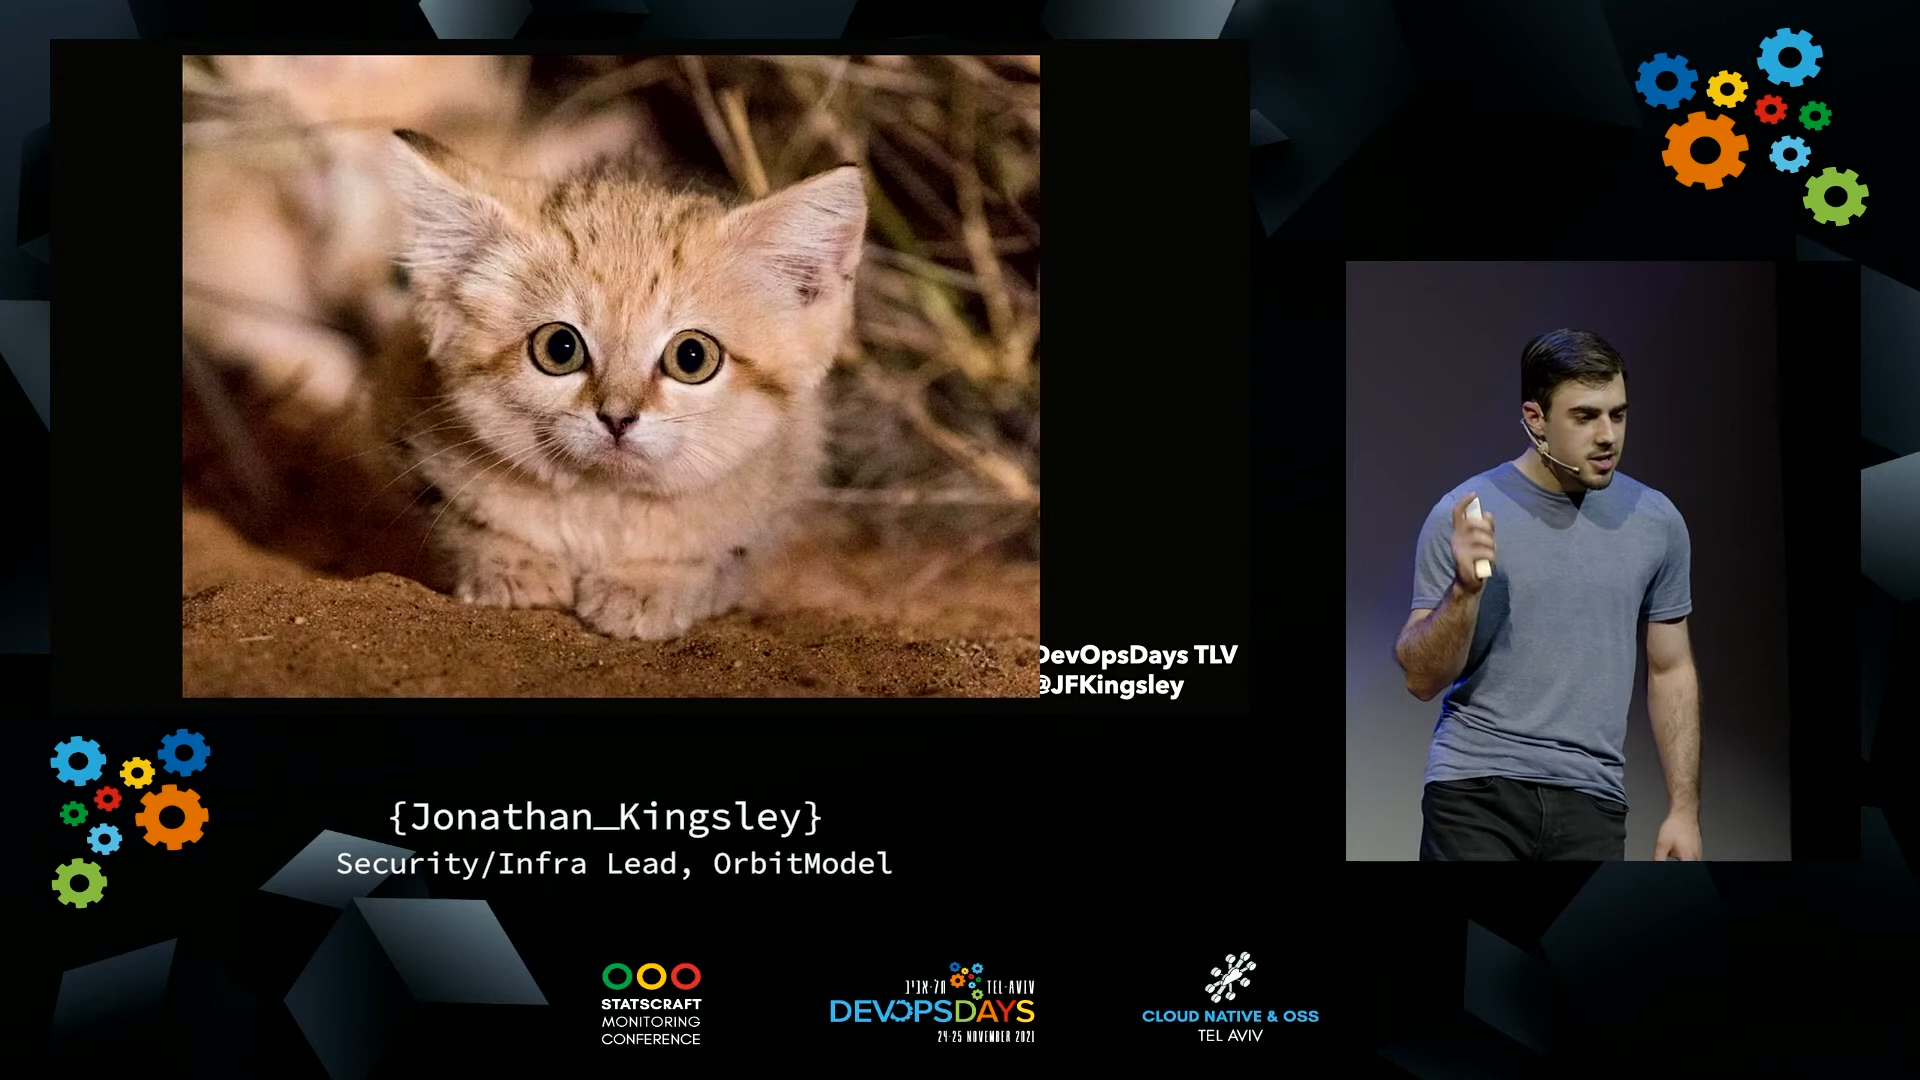 DevOpsDays TLV
@JFKingsley
{Jonathan_Kingsley}
Security/Infra Lead, OrbitModel
STATSCRAFT
MONITORING
CONFERENCE
תל-אביב TEL-AVIV
DEVOPSDAYS
24-25 NOVEMBER 2021
CLOUD NATIVE & OSS
TEL AVIV